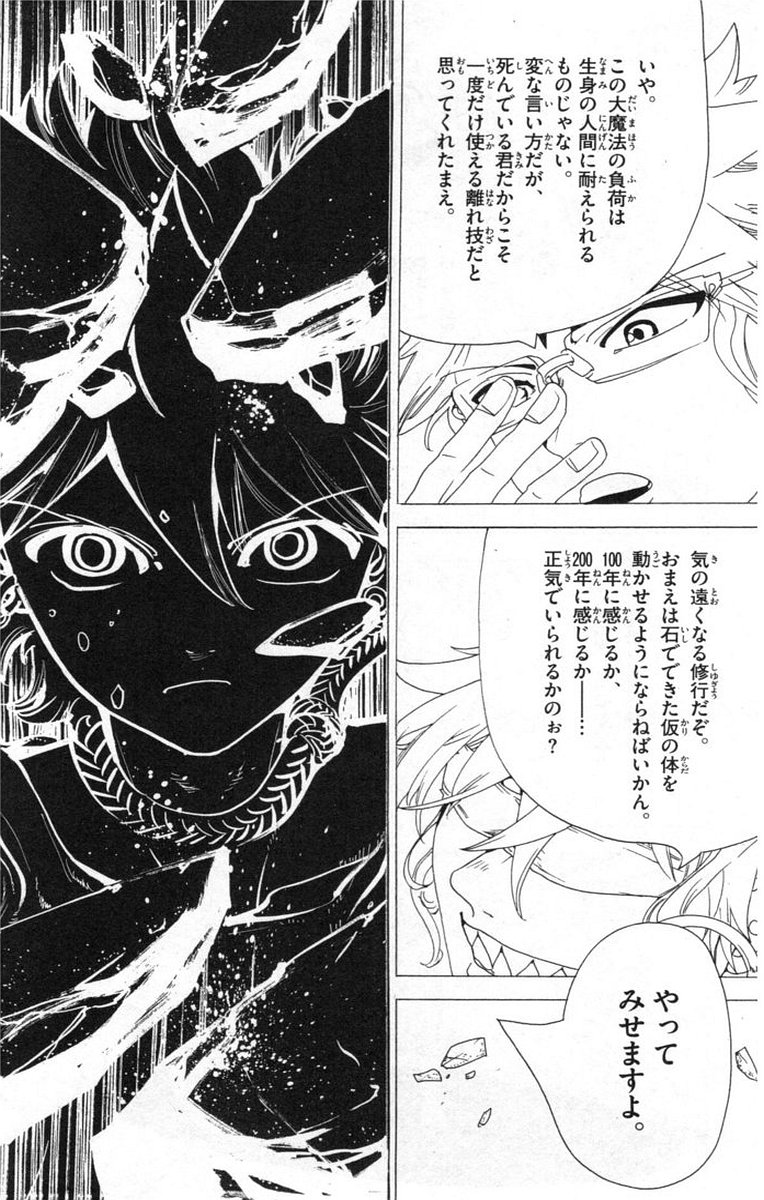 いや。
この大魔法の負荷は
生身の人間に耐えられる
ものじゃない。
変な言い方だが、
死んでいる君だからこそ
一度だけ使える離れ技だと
思ってくれたまえ。
気の遠くなる修行だぞ。
おまえは石でできた仮の体を
動かせるようにならねばいかん。
100年に感じるか、
200年に感じるか──…
正気でいられるかのぉ?
やって
みせますよ。